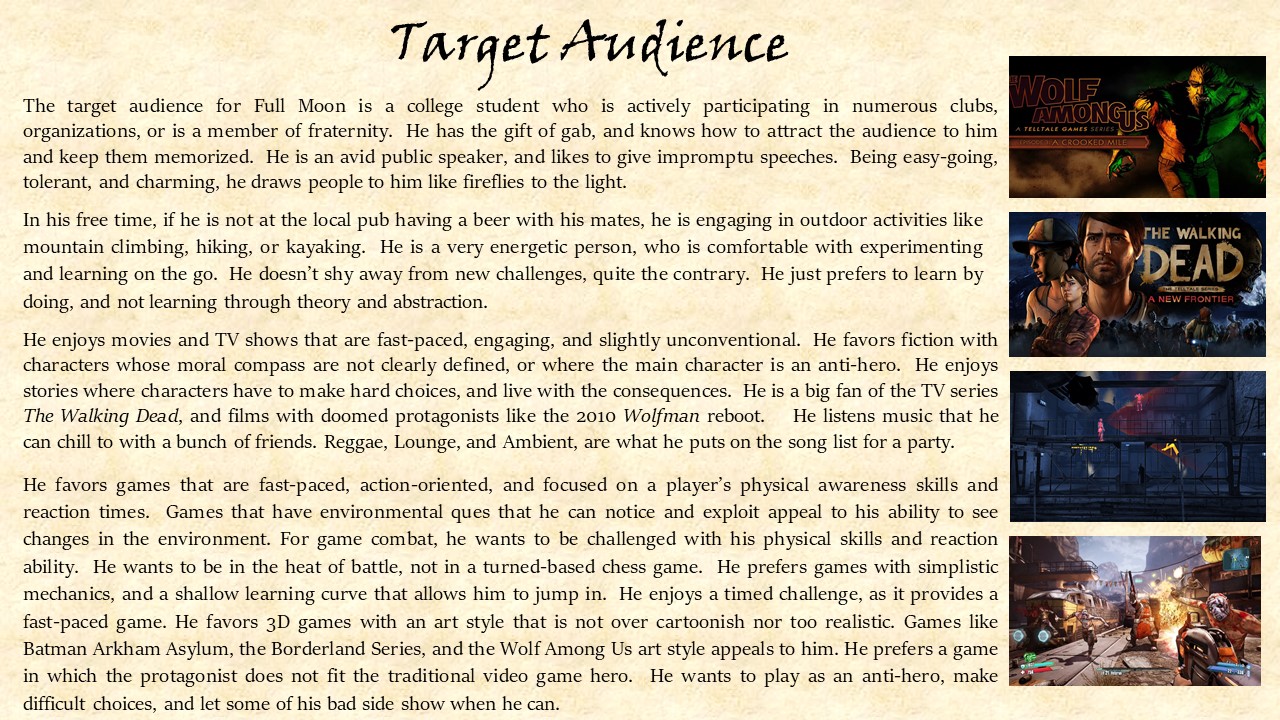 Target Audience
The target audience for Full Moon is a college student who is actively participating in numerous clubs,
organizations, or is a member of fraternity. He has the gift of gab, and knows how to attract the audience to him
and keep them memorized. He is an avid public speaker, and likes to give impromptu speeches. Being easy-going,
tolerant, and charming, he draws people to him like fireflies to the light.
In his free time, if he is not at the local pub having a beer with his mates, he is engaging in outdoor activities like
mountain climbing, hiking, or kayaking. He is a very energetic person, who is comfortable with experimenting
and learning on the go. He doesn't shy away from new challenges, quite the contrary. He just prefers to learn by
doing, and not learning through theory and abstraction.
He enjoys movies and TV shows that are fast-paced, engaging, and slightly unconventional. He favors fiction with
characters whose moral compass are not clearly defined, or where the main character is an anti-hero. He enjoys
stories where characters have to make hard choices, and live with the consequences. He is a big fan of the TV series
The Walking Dead, and films with doomed protagonists like the 2010 Wolfman reboot. He listens music that he
can chill to with a bunch of friends. Reggae, Lounge, and Ambient, are what he puts on the song list for a party.
He favors games that are fast-paced, action-oriented, and focused on a player's physical awareness skills and
reaction times. Games that have environmental ques that he can notice and exploit appeal to his ability to see
changes in the environment. For game combat, he wants to be challenged with his physical skills and reaction
ability. He wants to be in the heat of battle, not in a turned-based chess game. He prefers games with simplistic
mechanics, and a shallow learning curve that allows him to jump in. He enjoys a timed challenge, as it provides a
fast-paced game. He favors 3D games with an art style that is not over cartoonish nor too realistic. Games like
Batman Arkham Asylum, the Borderland Series, and the Wolf Among Us art style appeals to him. He prefers a game
in which the protagonist does not fit the traditional video game hero. He wants to play as an anti-hero, make
difficult choices, and let some of his bad side show when he can.
WOLF
AMONG US
A TELLTALE GAMES SERIES
A CROOKED MILE
THE WALKING
DEAD
THE TELLTALE SERIES
A NEW FRONTIER